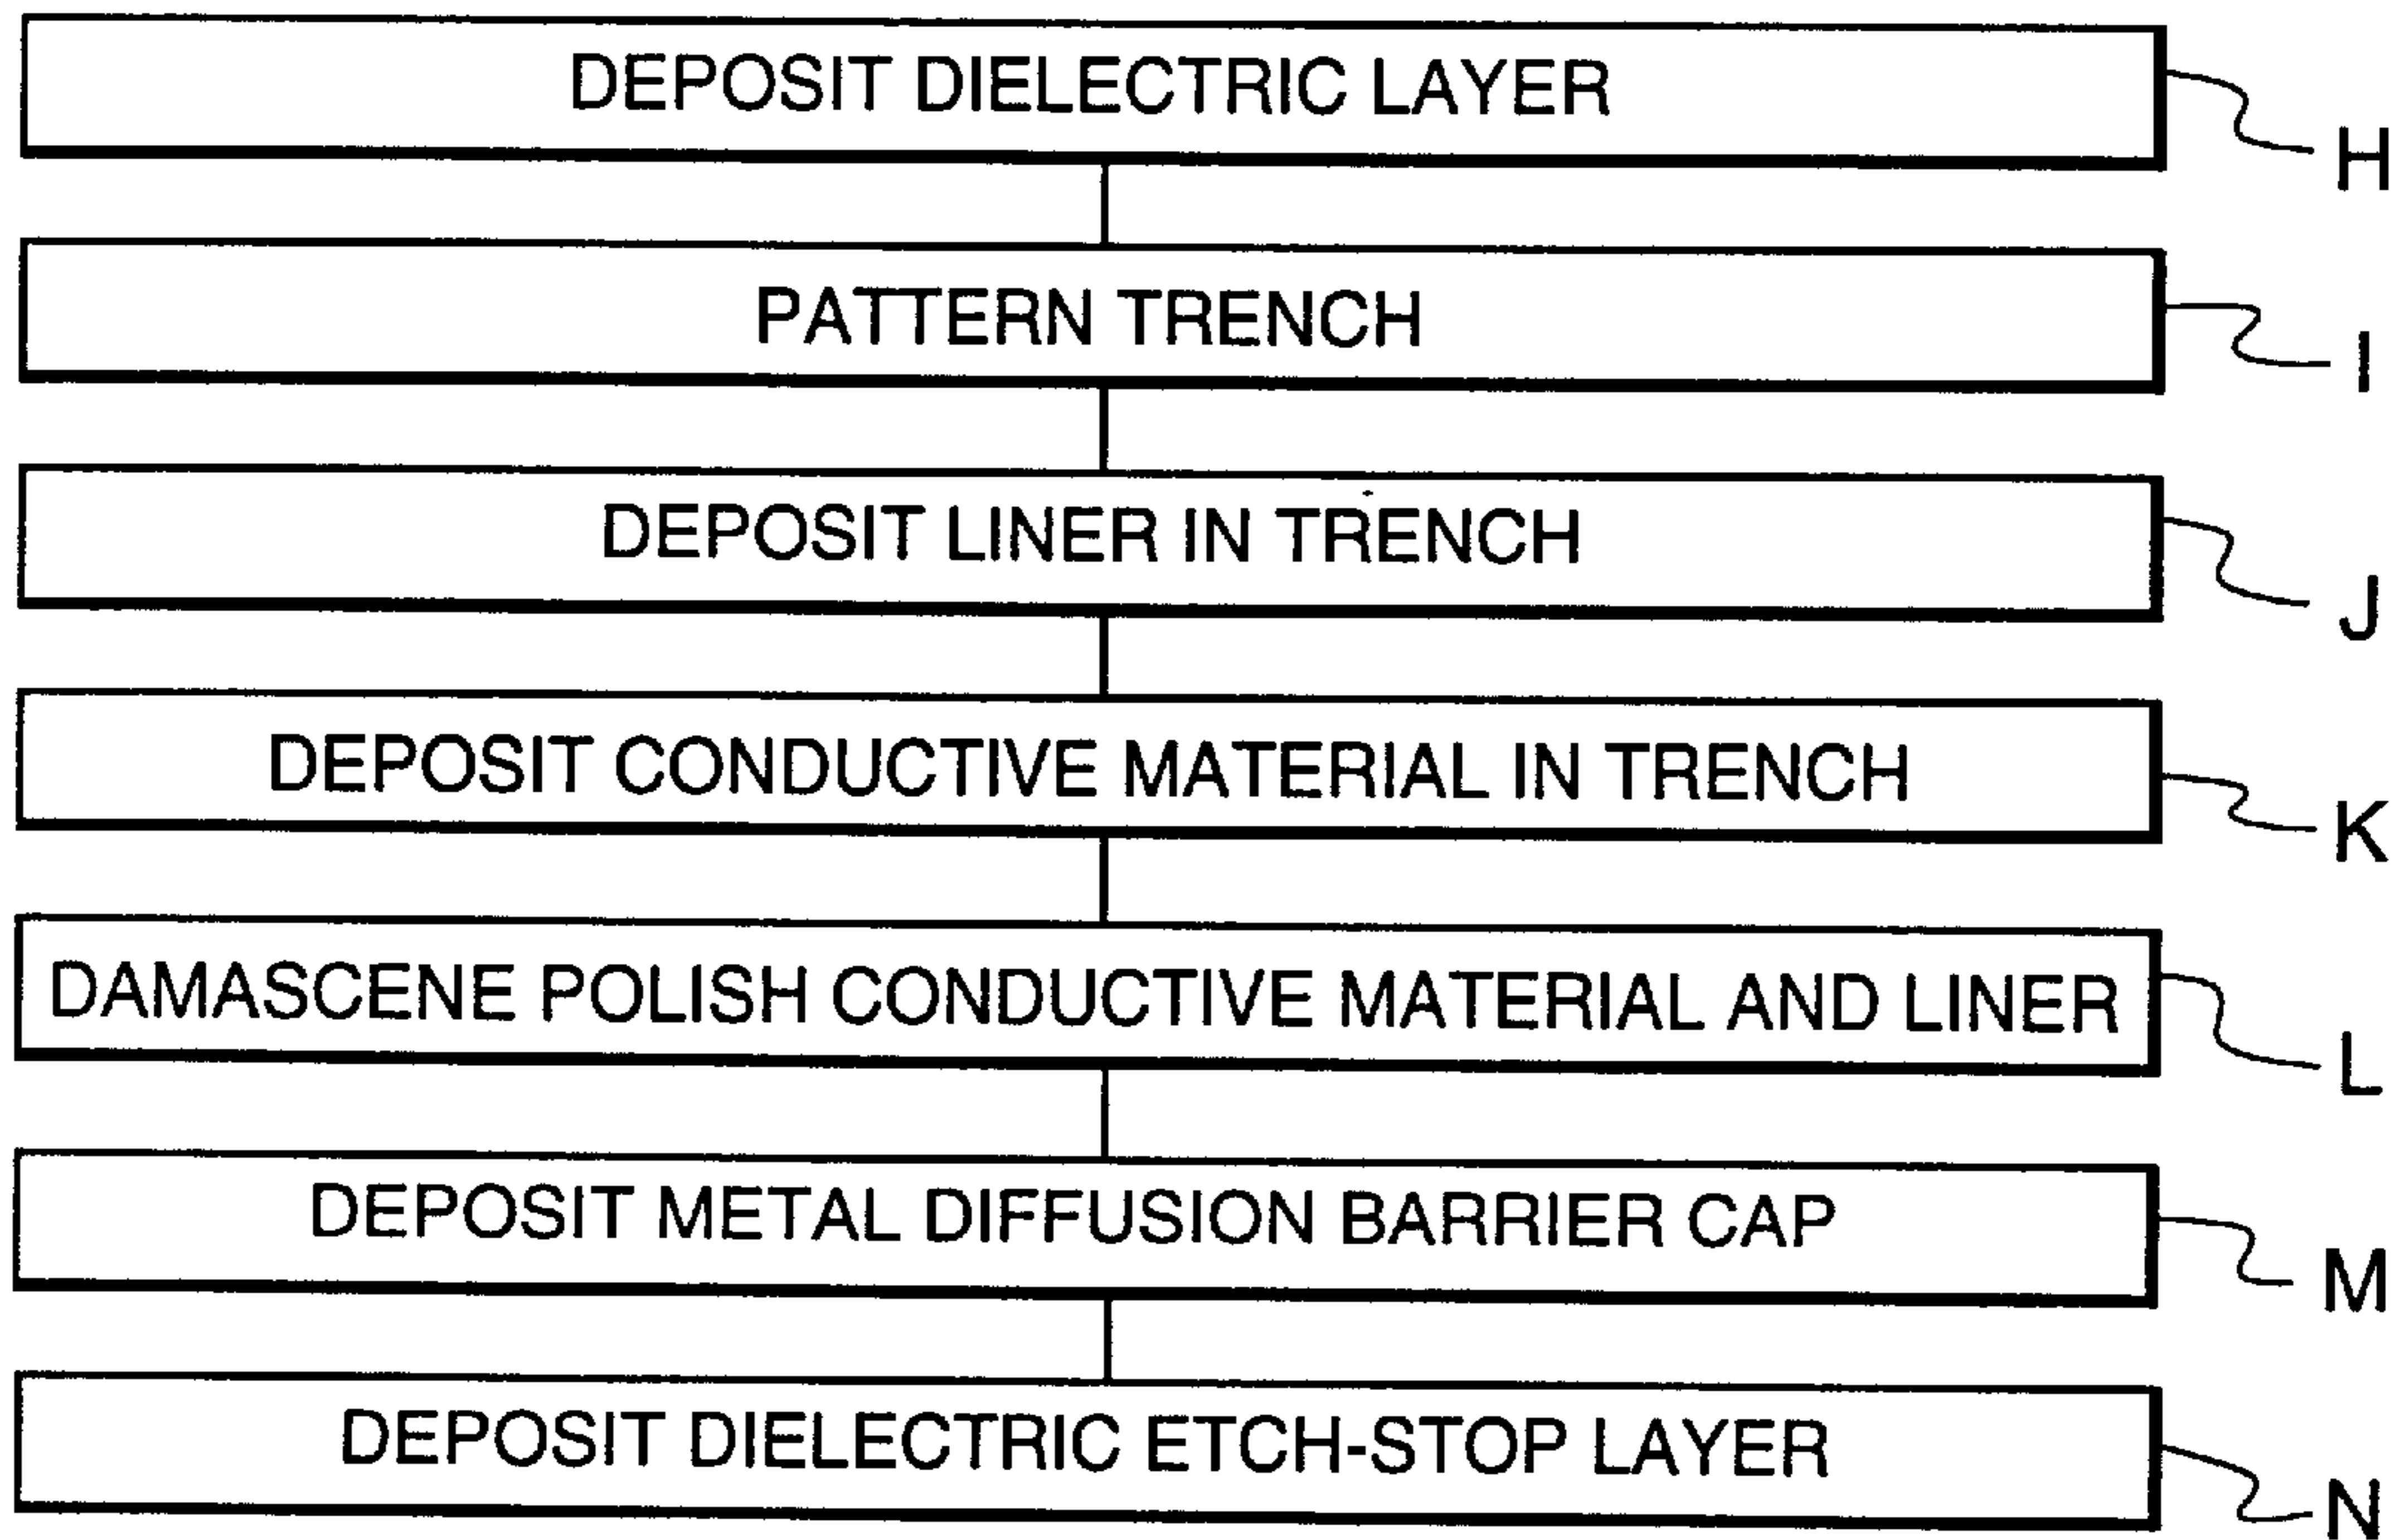 DEPOSIT DIELECTRIC LAYER
H
PATTERN TRENCH
I
DEPOSIT LINER IN TRENCH
J
DEPOSIT CONDUCTIVE MATERIAL IN TRENCH
K
DAMASCENE POLISH CONDUCTIVE MATERIAL AND LINER
L
DEPOSIT METAL DIFFUSION BARRIER CAP
M
DEPOSIT DIELECTRIC ETCH-STOP LAYER
N